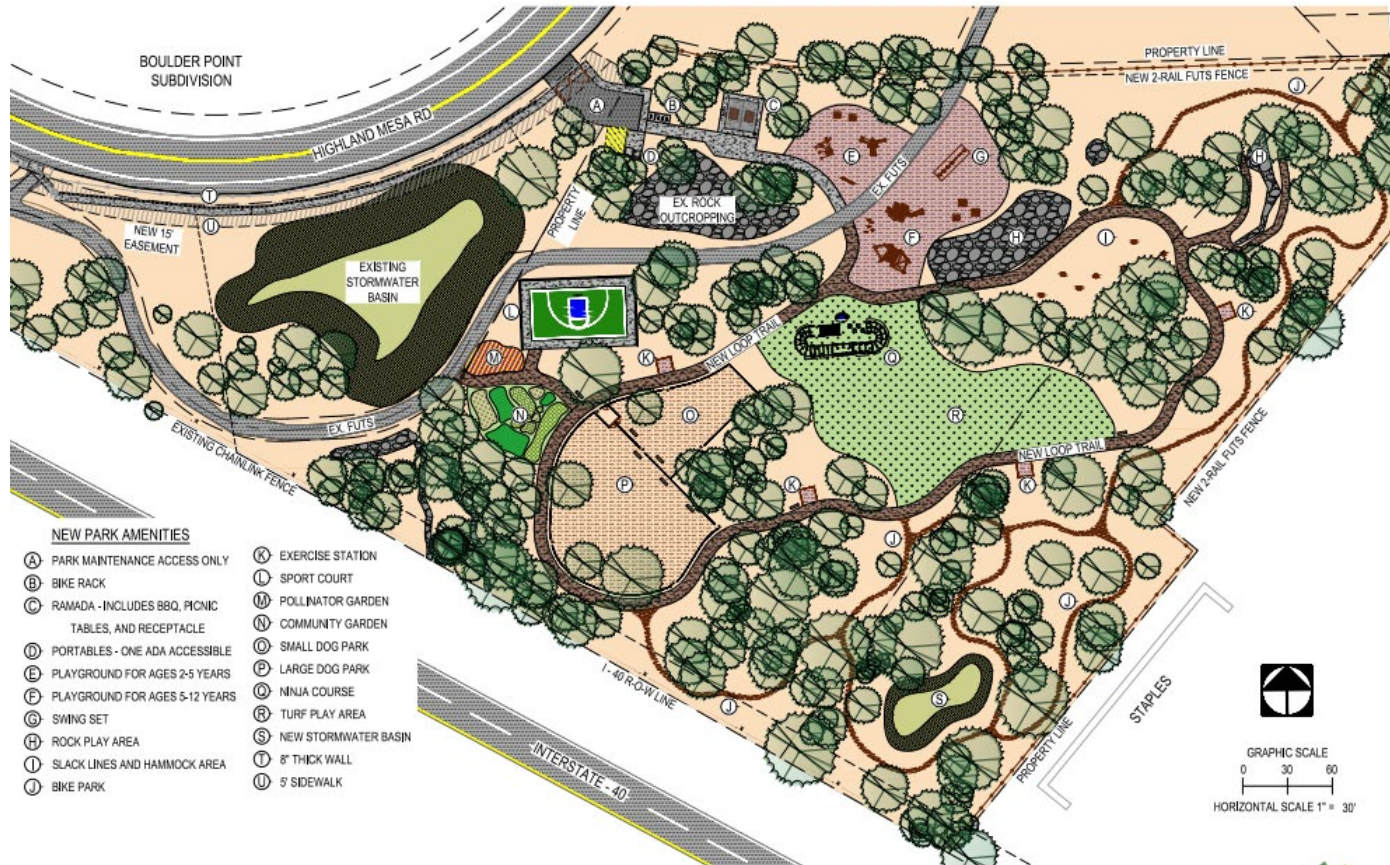 BOULDER POINT
SUBDIVISION
HIGHLAND MESA RD
PROPERTY LINE
NEW 2-RAIL FUTS FENCE
A
B
C
J
H
D
E
G
EX. FUTS
T
U
NEW 15'
EASEMENT
PROPERTY
LINE
EX. ROCK
OUTCROPPING
F
H
I
EXISTING
STORMWATER
BASIN
L
K
NEW LOOP TRAIL
K
M
Q
N
O
R
EX. FUTS
EXISTING CHAINLINK FENCE
NEW LOOP TRAIL
NEW 2-RAIL FUTS FENCE
P
K
K
J
J
S
J
I - 40 R-O-W LINE
PROPERTY LINE
STAPLES
INTERSTATE - 40
NEW PARK AMENITIES
A PARK MAINTENANCE ACCESS ONLY
B BIKE RACK
C RAMADA - INCLUDES BBQ, PICNIC
TABLES, AND RECEPTACLE
D PORTABLES - ONE ADA ACCESSIBLE
E PLAYGROUND FOR AGES 2-5 YEARS
F PLAYGROUND FOR AGES 5-12 YEARS
G SWING SET
H ROCK PLAY AREA
I SLACK LINES AND HAMMOCK AREA
J BIKE PARK
K EXERCISE STATION
L SPORT COURT
M POLLINATOR GARDEN
N COMMUNITY GARDEN
O SMALL DOG PARK
P LARGE DOG PARK
Q NINJA COURSE
R TURF PLAY AREA
S NEW STORMWATER BASIN
T 8" THICK WALL
U 5' SIDEWALK
GRAPHIC SCALE
0 30 60
HORIZONTAL SCALE 1" = 30'